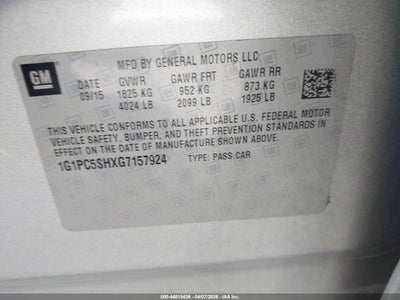 GM
MFD BY GENERAL MOTORS LLC
DATE GVWR GAWR FRT GAWR RR
09/15 1825 KG 952 KG 873 KG
4024 LB 2099 LB 1925 LB
THIS VEHICLE CONFORMS TO ALL APPLICABLE U.S. FEDERAL MOTOR
VEHICLE SAFETY, BUMPER, AND THEFT PREVENTION STANDARDS IN
EFFECT ON THE DATE OF MANUFACTURE SHOWN ABOVE.
1G1PC5SHXG7157924 TYPE: PASS CAR
000-44815436 - 04/07/2026 - IAA Inc.